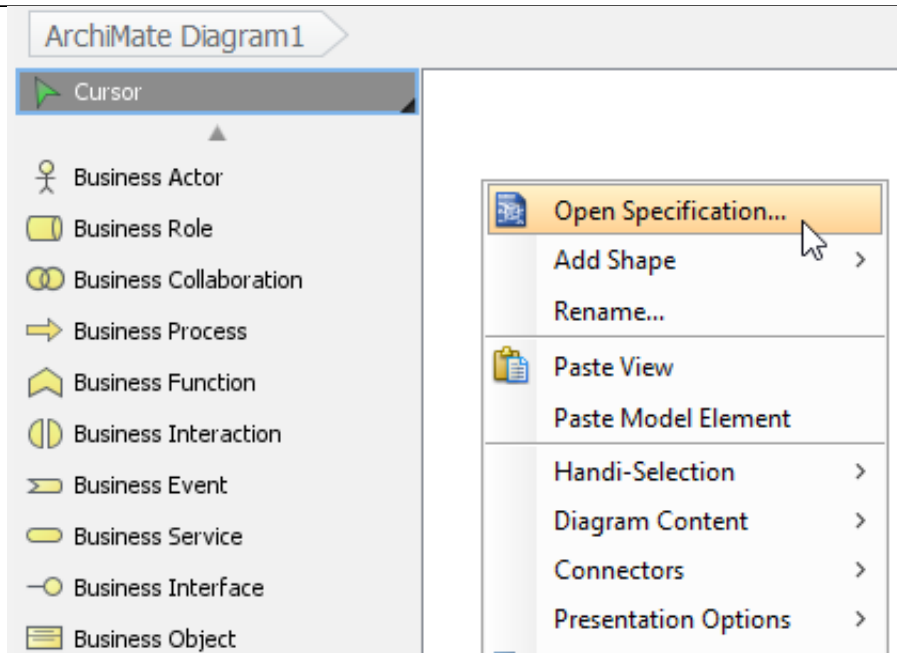 ArchiMate Diagram1
Cursor
Business Actor
Business Role
Business Collaboration
Business Process
Business Function
Business Interaction
Business Event
Business Service
Business Interface
Business Object
Open Specification...
Add Shape
Rename...
Paste View
Paste Model Element
Handi-Selection
Diagram Content
Connectors
Presentation Options